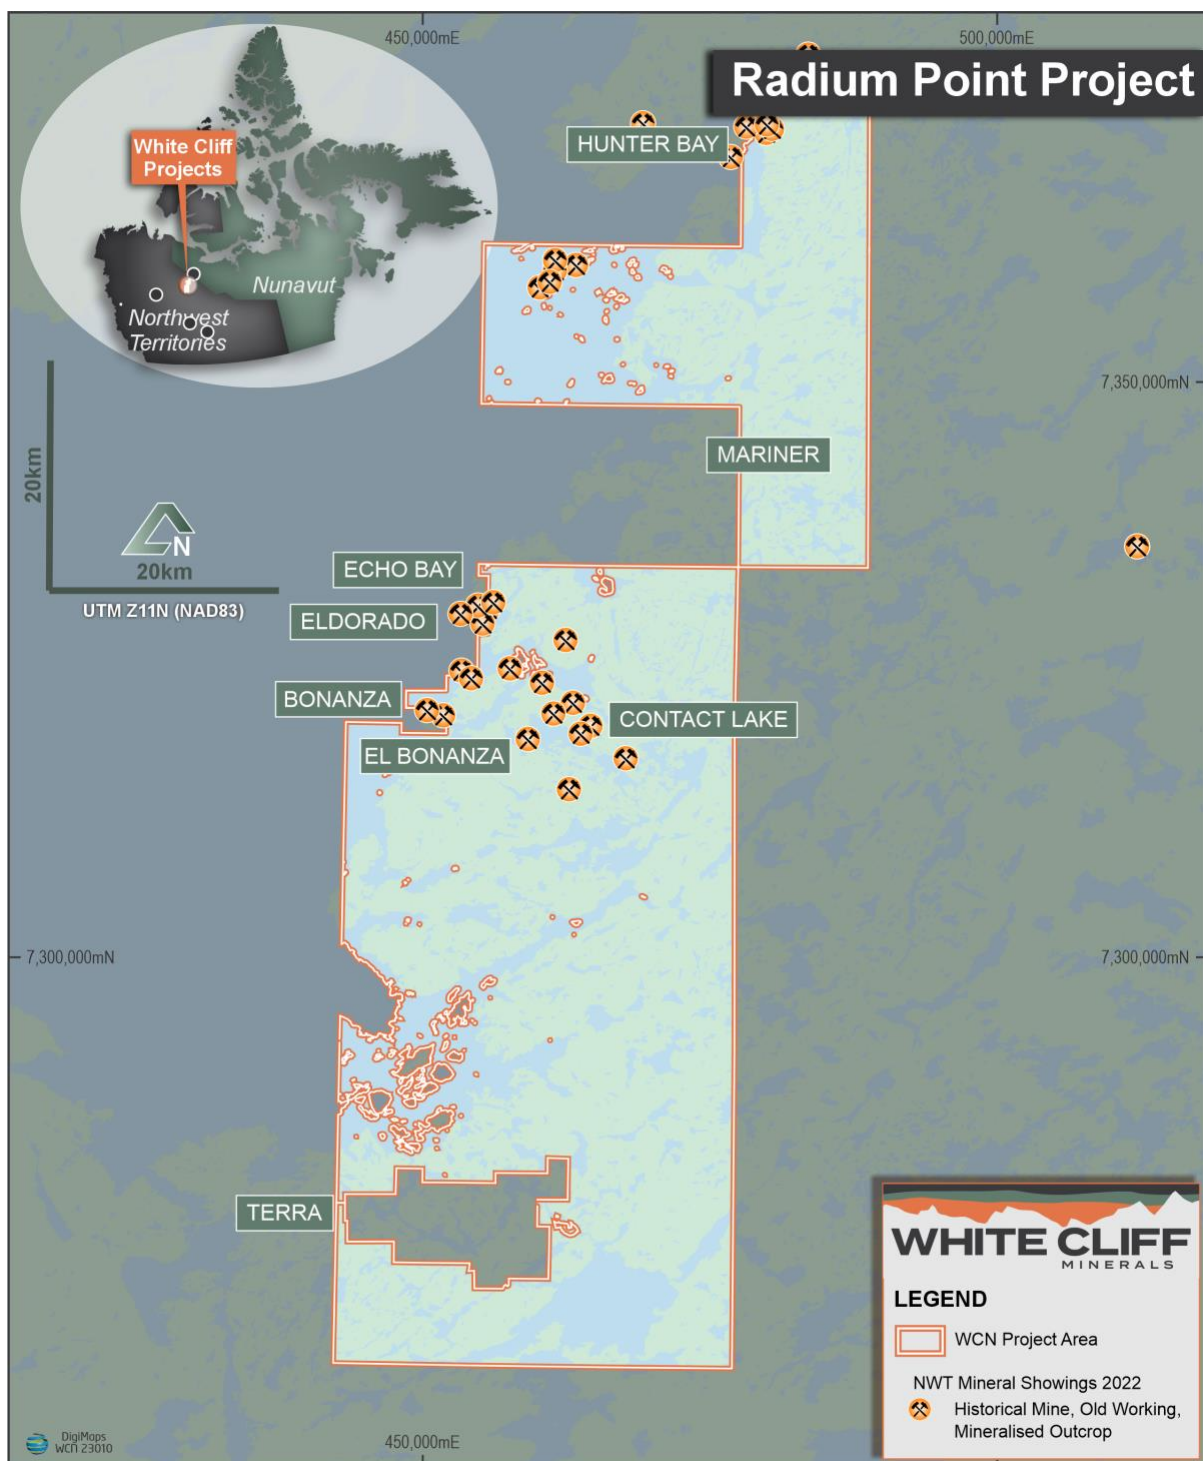 450,000mE
500,000mE
Radium Point Project
White Cliff
Projects
Nunavut
Northwest
Territories
HUNTER BAY
7,350,000mN
MARINER
20km
N
20km
UTM Z11N (NAD83)
ECHO BAY
ELDORADO
BONANZA
CONTACT LAKE
EL BONANZA
7,300,000mN
7,300,000mN
TERRA
WHITE CLIFF
MINERALS
LEGEND
WCN Project Area
NWT Mineral Showings 2022
Historical Mine, Old Working,
Mineralised Outcrop
DigiMaps
WCN 23010
450,000mE